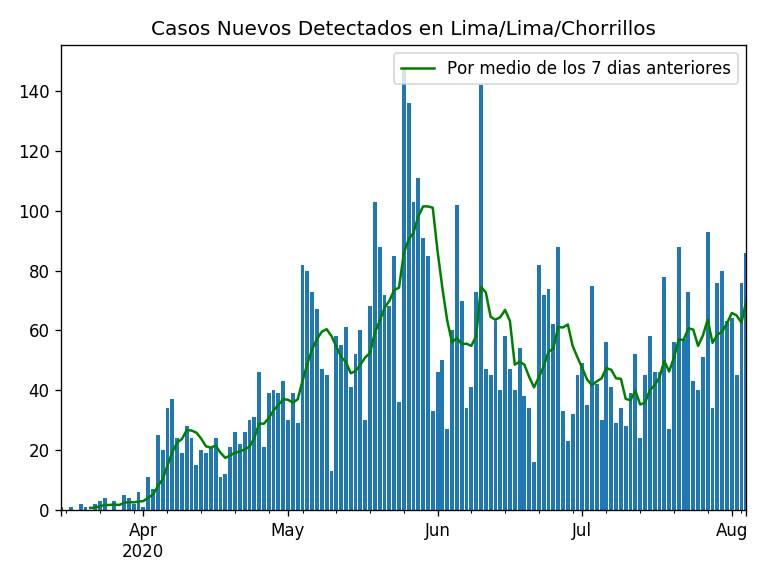 Casos Nuevos Detectados en Lima/Lima/Chorrillos
Por medio de los 7 dias anteriores
140
120
100
80
60
40
20
0
Apr
2020
May
Jun
Jul
Aug